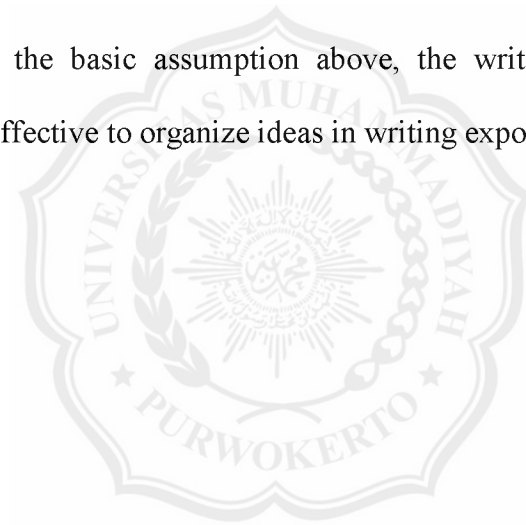 the basic assumption above, the writ
ffective to organize ideas in writing expo
UNIVERSITAS MUHAMMADIYAH
PURWOKERTO